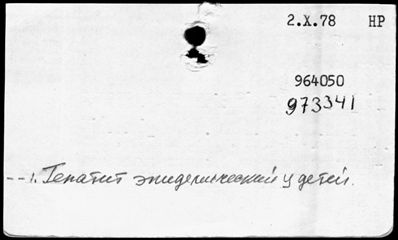 2.X.78 НР
964050
973341
--1. Гепатит эпидемический у детей.